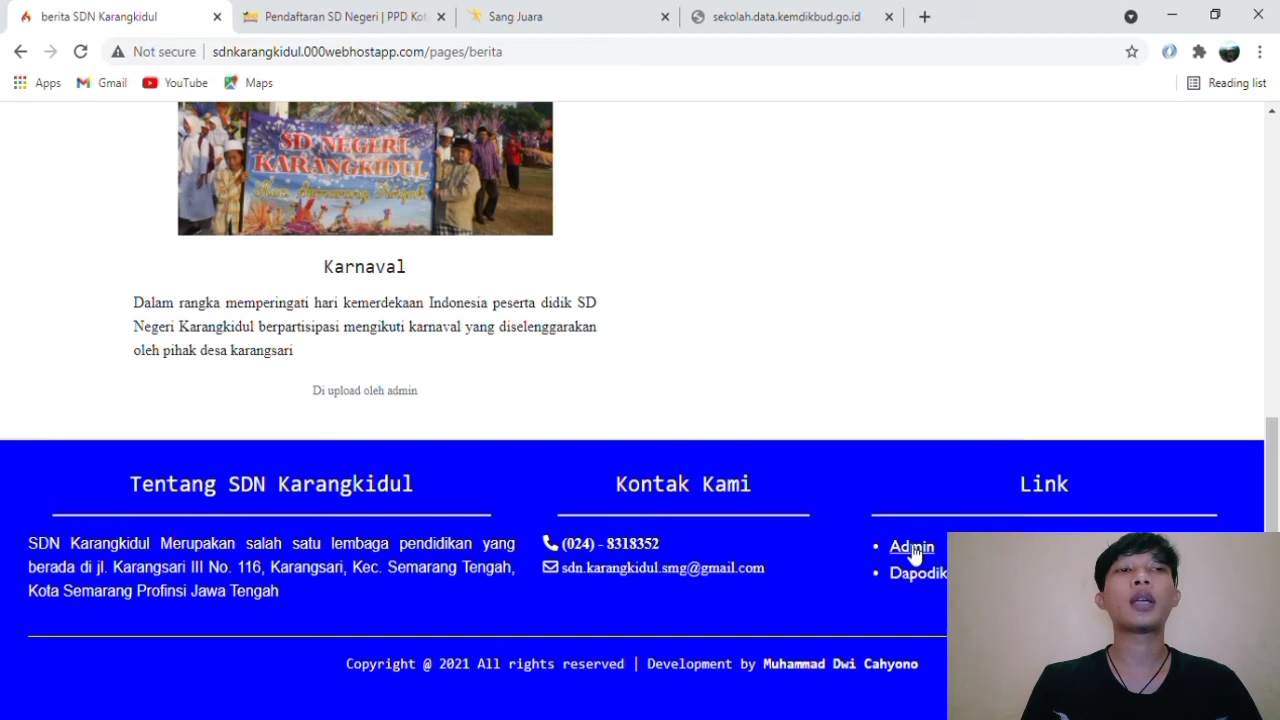 berita SDN Karangkidul
Pendaftaran SD Negeri | PPD Kot
Sang Juara
sekolah.data.kemdikbud.go.id
Not secure
sdnkarangkidul.000webhostapp.com/pages/berita
Apps
Gmail
YouTube
Maps
Reading list
SD NEGERI
KARANGKIDUL
Karnaval
Dalam rangka memperingati hari kemerdekaan Indonesia peserta didik SD
Negeri Karangkidul berpartisipasi mengikuti karnaval yang diselenggarakan
oleh pihak desa karangsari
Di upload oleh admin
Tentang SDN Karangkidul
SDN Karangkidul Merupakan salah satu lembaga pendidikan yang
berada di jl. Karangsari III No. 116, Karangsari, Kec. Semarang Tengah,
Kota Semarang Profinsi Jawa Tengah
Kontak Kami
(024) - 8318352
sdn.karangkidul.smg@gmail.com
Link
Admin
Dapodik
Copyright @ 2021 All rights reserved | Development by Muhammad Dwi Cahyono